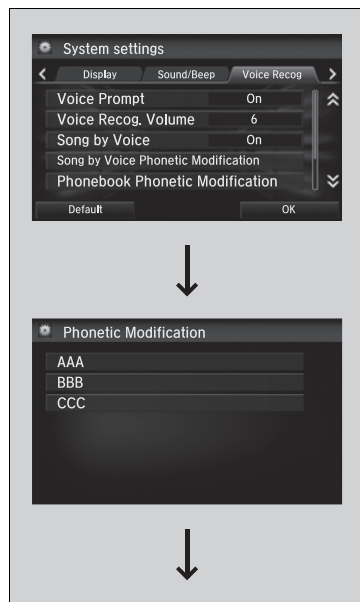 System settings
Display Sound/Beep Voice Recog
Voice Prompt On
Voice Recog. Volume 6
Song by Voice On
Song by Voice Phonetic Modification
Phonebook Phonetic Modification
Default OK
Phonetic Modification
AAA
BBB
CCC